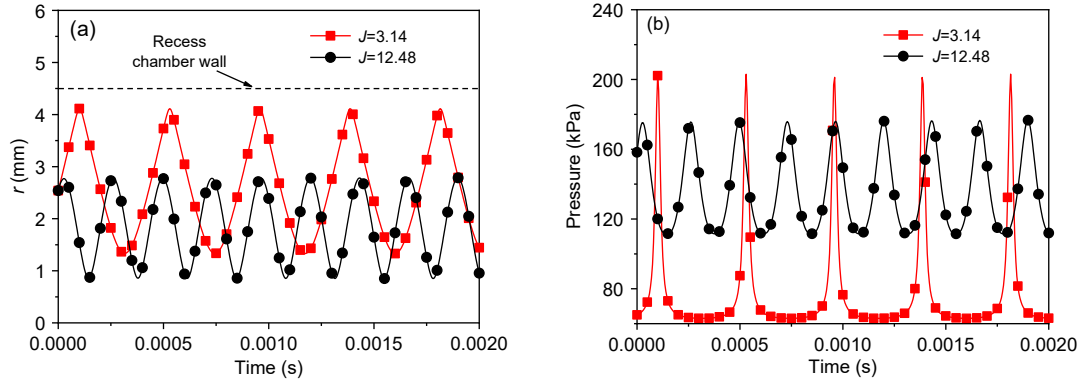 (a)
Recess
chamber wall
J=3.14
J=12.48
6
5
4
3
2
1
0
r (mm)
0.0000 0.0005 0.0010 0.0015 0.0020
Time (s)
(b)
J=3.14
J=12.48
240
200
160
120
80
Pressure (kPa)
0.0000 0.0005 0.0010 0.0015 0.0020
Time (s)